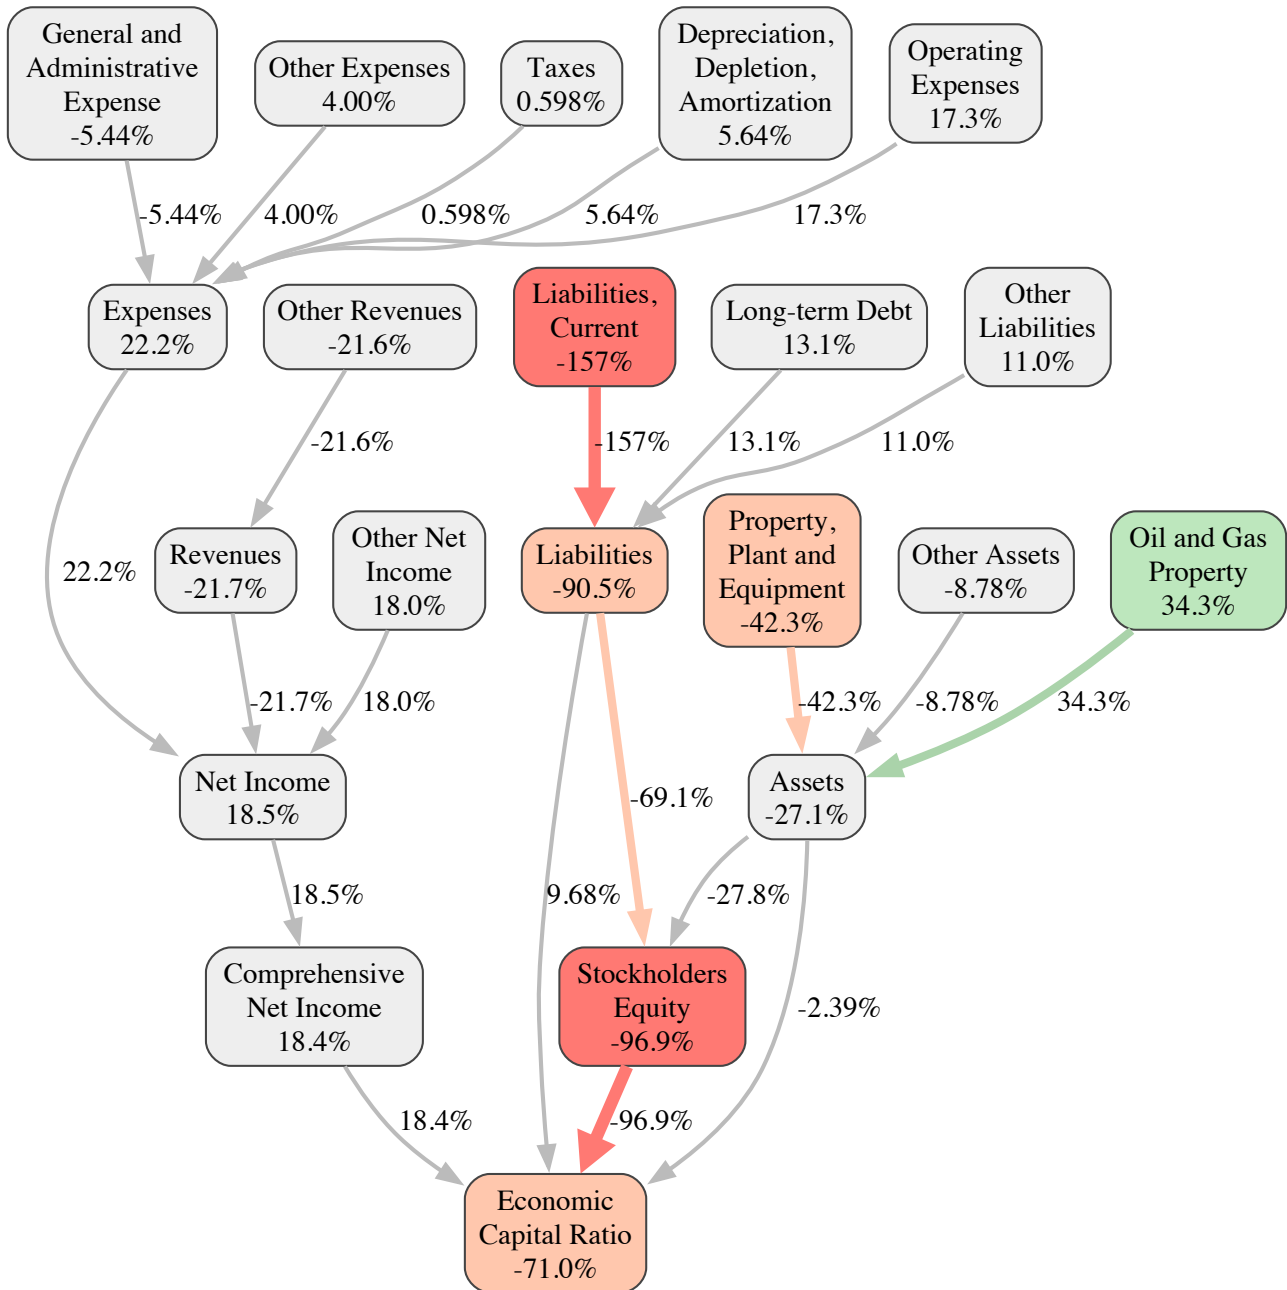 General and
Administrative
Expense
-5.44%
Other Expenses
4.00%
Taxes
0.598%
Depreciation,
Depletion,
Amortization
5.64%
Operating
Expenses
17.3%
-5.44%
4.00%
0.598%
5.64%
17.3%
Expenses
22.2%
Other Revenues
-21.6%
Liabilities,
Current
-157%
Long-term Debt
13.1%
Other
Liabilities
11.0%
-21.6%
-157%
13.1%
11.0%
22.2%
Revenues
-21.7%
Other Net
Income
18.0%
Liabilities
-90.5%
Property,
Plant and
Equipment
-42.3%
Other Assets
-8.78%
Oil and Gas
Property
34.3%
-21.7%
18.0%
-42.3%
-8.78%
34.3%
Net Income
18.5%
-69.1%
Assets
-27.1%
18.5%
9.68%
-27.8%
Comprehensive
Net Income
18.4%
Stockholders
Equity
-96.9%
-2.39%
18.4%
-96.9%
Economic
Capital Ratio
-71.0%